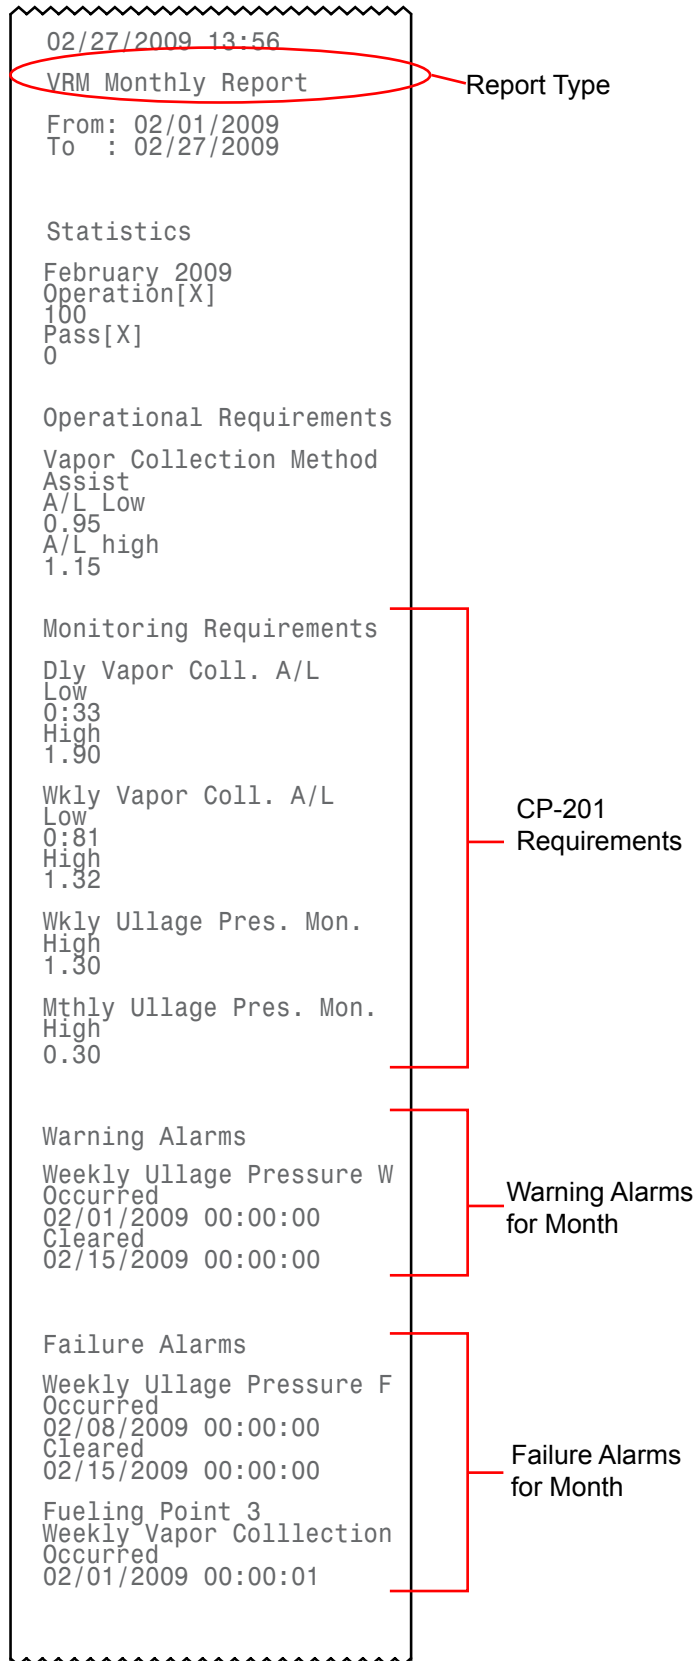 02/27/2009 13:56
VRM Monthly Report
Report Type
From: 02/01/2009
To  : 02/27/2009
Statistics
February 2009
Operation[X]
100
Pass[X]
0
Operational Requirements
Vapor Collection Method
Assist
A/L Low
0.95
A/L high
1.15
Monitoring Requirements
Dly Vapor Coll. A/L
Low
0:33
High
1.90
Wkly Vapor Coll. A/L
Low
0:81
High
1.32
Wkly Ullage Pres. Mon.
High
1.30
Mthly Ullage Pres. Mon.
High
0.30
CP-201
Requirements
Warning Alarms
Weekly Ullage Pressure W
Occurred
02/01/2009 00:00:00
Cleared
02/15/2009 00:00:00
Warning Alarms
for Month
Failure Alarms
Weekly Ullage Pressure F
Occurred
02/08/2009 00:00:00
Cleared
02/15/2009 00:00:00
Fueling Point 3
Weekly Vapor Colllection
Occurred
02/01/2009 00:00:01
Failure Alarms
for Month